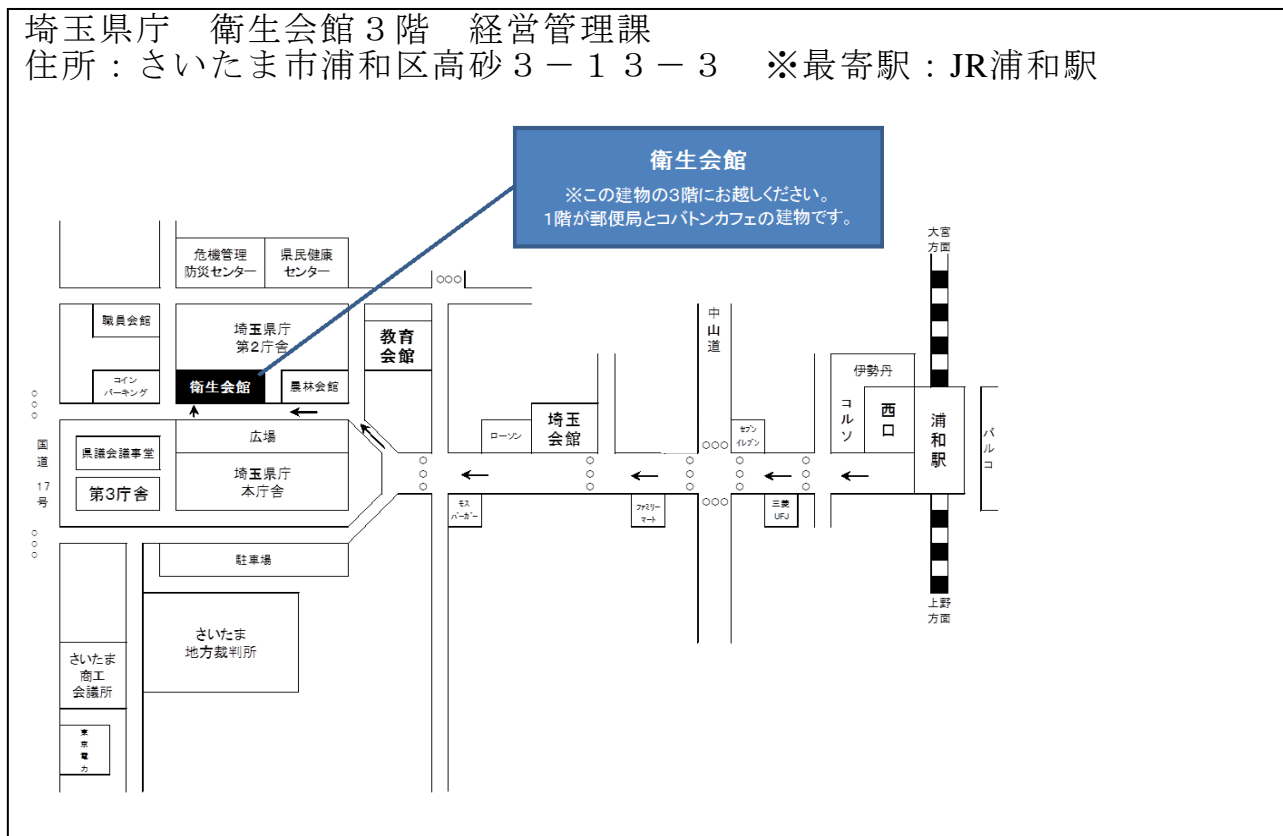 埼玉県庁　衛生会館３階　経営管理課
住所：さいたま市浦和区高砂３－１３－３　※最寄駅：JR浦和駅
衛生会館
※この建物の3階にお越しください。
1階が郵便局とコバトンカフェの建物です。
大宮
方面
危機管理
防災センター
県民健康
センター
職員会館
埼玉県庁
第2庁舎
教育
会館
中山道
伊勢丹
コイン
パーキング
衛生会館
農林会館
コルソ
西口
浦和駅
パルコ
ローソン
埼玉
会館
セブン
イレブン
国道17号
県議会議事堂
広場
第3庁舎
埼玉県庁
本庁舎
モス
バーガー
ファミリー
マート
三菱
UFJ
駐車場
上野
方面
さいたま
地方裁判所
さいたま
商工
会議所
東京電力